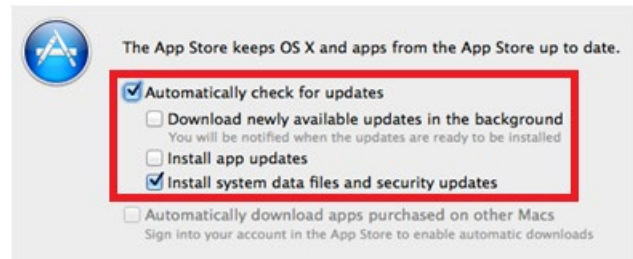 The App Store keeps OS X and apps from the App Store up to date.
Automatically check for updates
Download newly available updates in the background
You will be notified when the updates are ready to be installed
Install app updates
Install system data files and security updates
Automatically download apps purchased on other Macs
Sign into your account in the App Store to enable automatic downloads